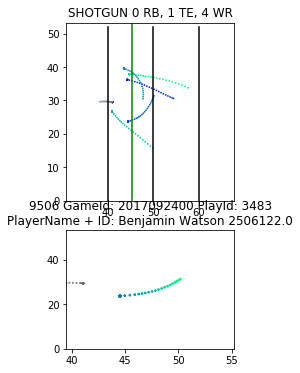 SHOTGUN 0 RB, 1 TE, 4 WR
50
40
30
20
10
0
40 50 60
9506 GameId: 2017092400 PlayId: 3483
PlayerName + ID: Benjamin Watson 2506122.0
40
20
0
40 45 50 55